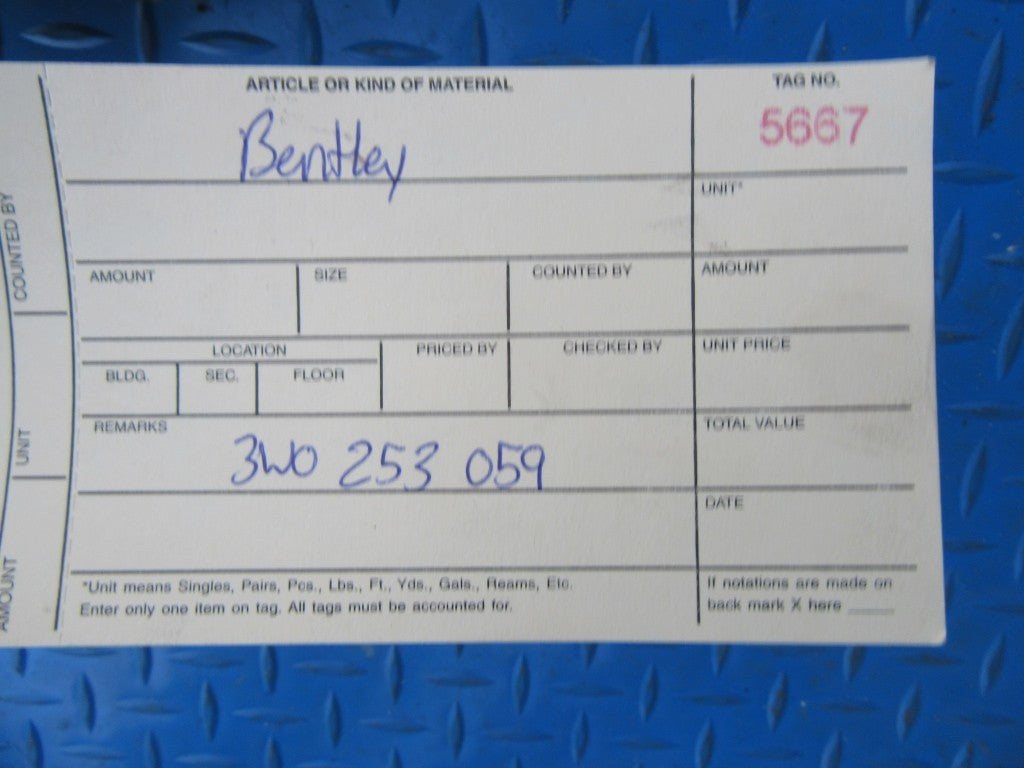 ARTICLE OR KIND OF MATERIAL
TAG NO.
Bentley
5667
UNIT*
AMOUNT
SIZE
COUNTED BY
AMOUNT
LOCATION
PRICED BY
CHECKED BY
UNIT PRICE
BLDG.
SEC.
FLOOR
REMARKS
3W0 253 059
TOTAL VALUE
DATE
*Unit means Singles, Pairs, Pcs., Lbs., Ft., Yds., Gals., Reams, Etc.
Enter only one item on tag. All tags must be accounted for.
If notations are made on
back mark X here ____
COUNTED BY
UNIT
AMOUNT